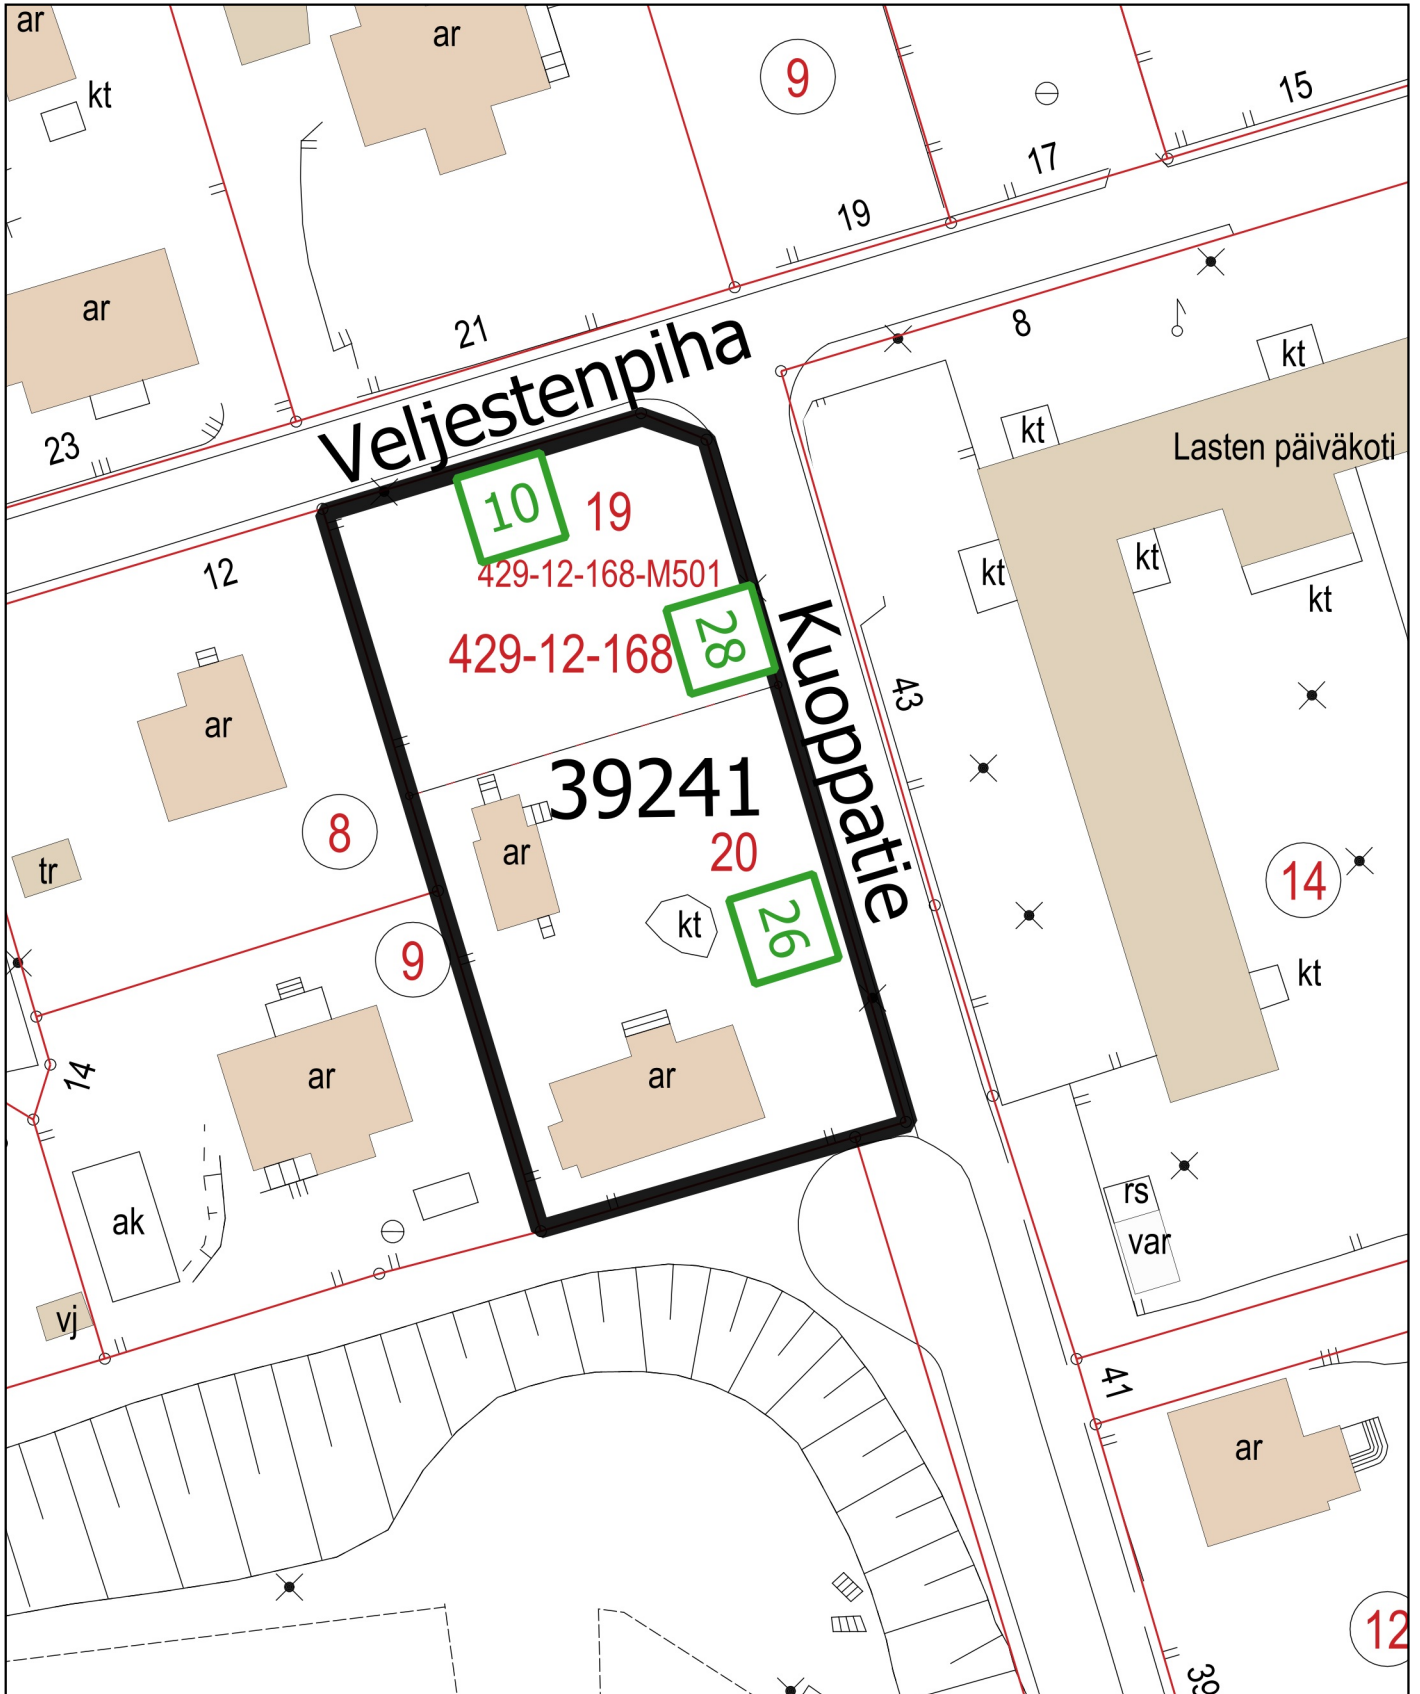 ar
ar
kt
9
15
17
19
ar
21
8
kt
Veljestenpiha
23
kt
Lasten päiväkoti
10
19
12
429-12-168-M501
kt
kt
kt
28
429-12-168
Kuoppatie
43
ar
39241
8
20
ar
tr
14
kt
26
9
kt
14
ar
ar
rs
ak
var
vj
41
ar
12
39